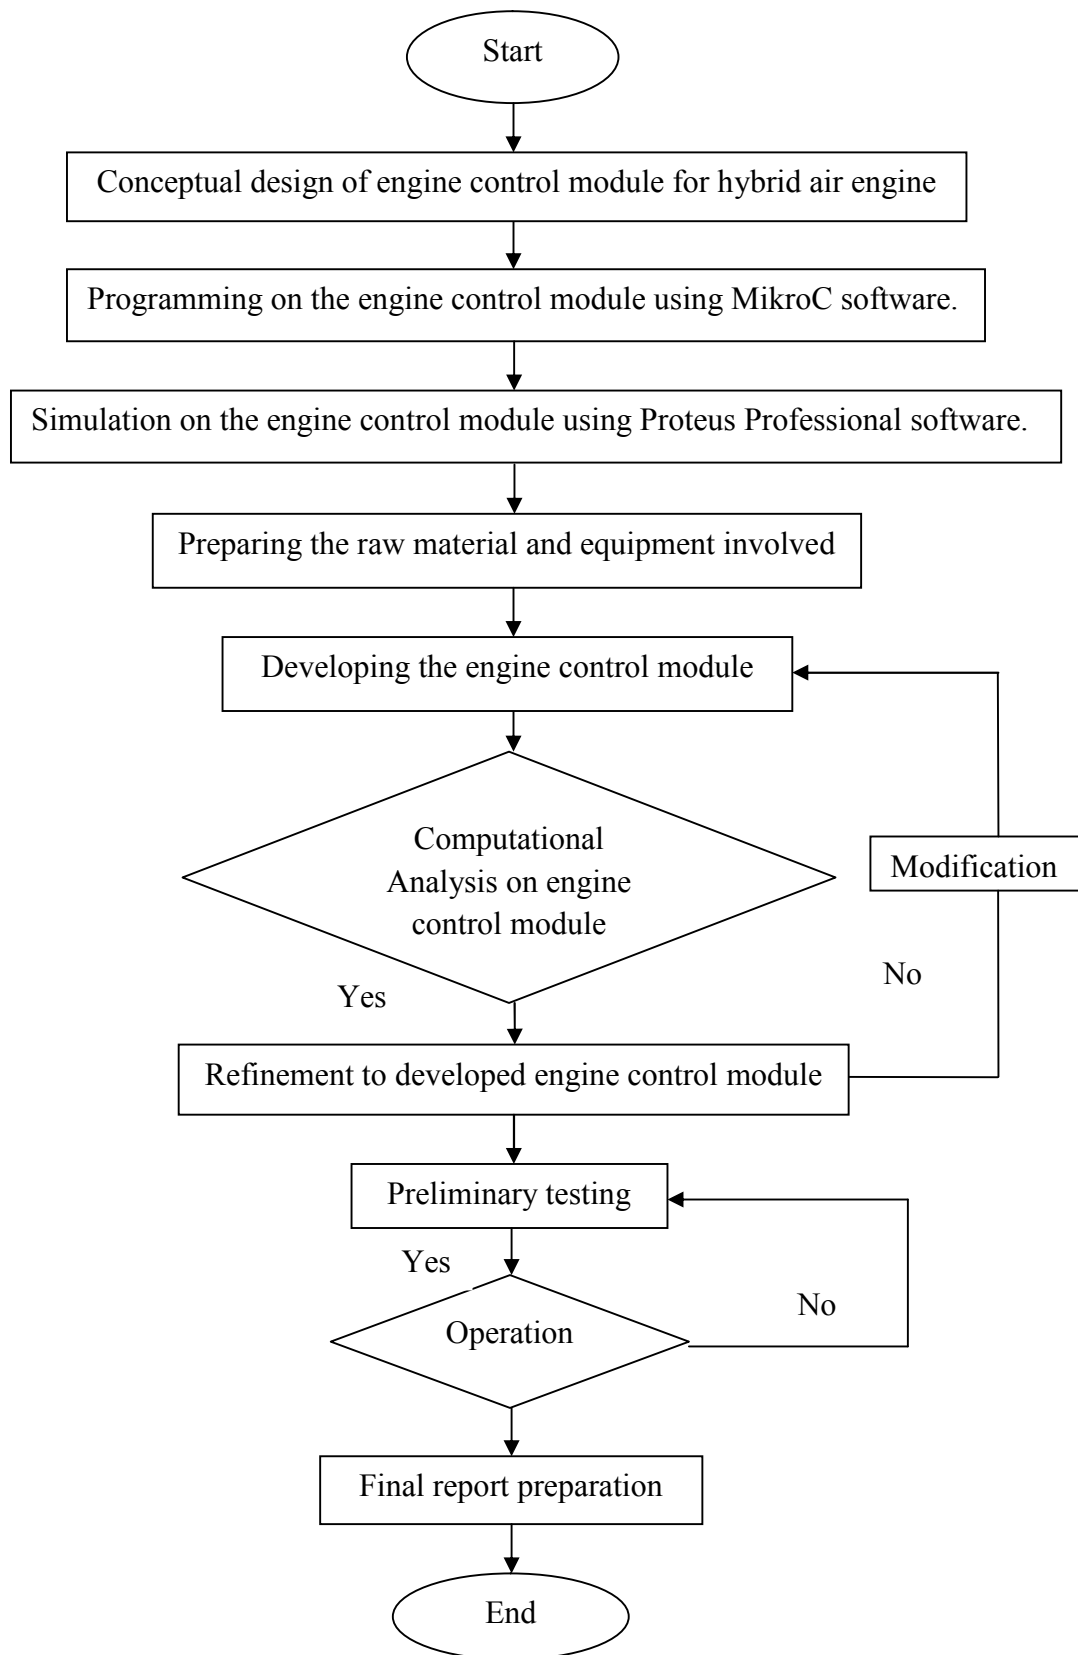 Start
Conceptual design of engine control module for hybrid air engine
Programming on the engine control module using MikroC software.
Simulation on the engine control module using Proteus Professional software.
Preparing the raw material and equipment involved
Developing the engine control module
Computational
Analysis on engine
control module
Modification
No
Yes
Refinement to developed engine control module
Preliminary testing
Yes
No
Operation
Final report preparation
End